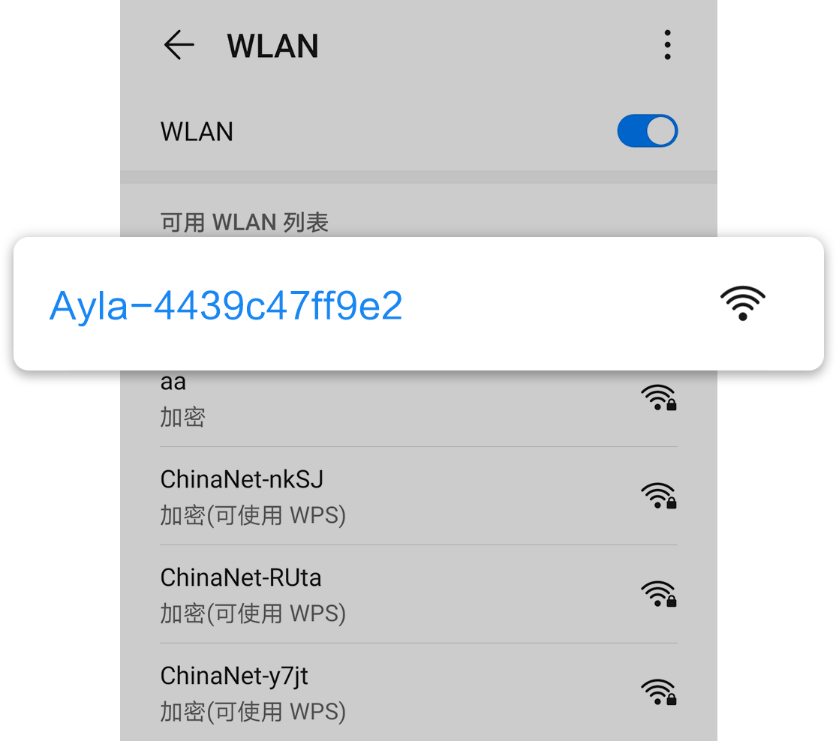 WLAN
WLAN
可用 WLAN 列表
Ayla-4439c47ff9e2
aa
加密
ChinaNet-nkSJ
加密(可使用 WPS)
ChinaNet-RUta
加密(可使用 WPS)
ChinaNet-y7jt
加密(可使用 WPS)